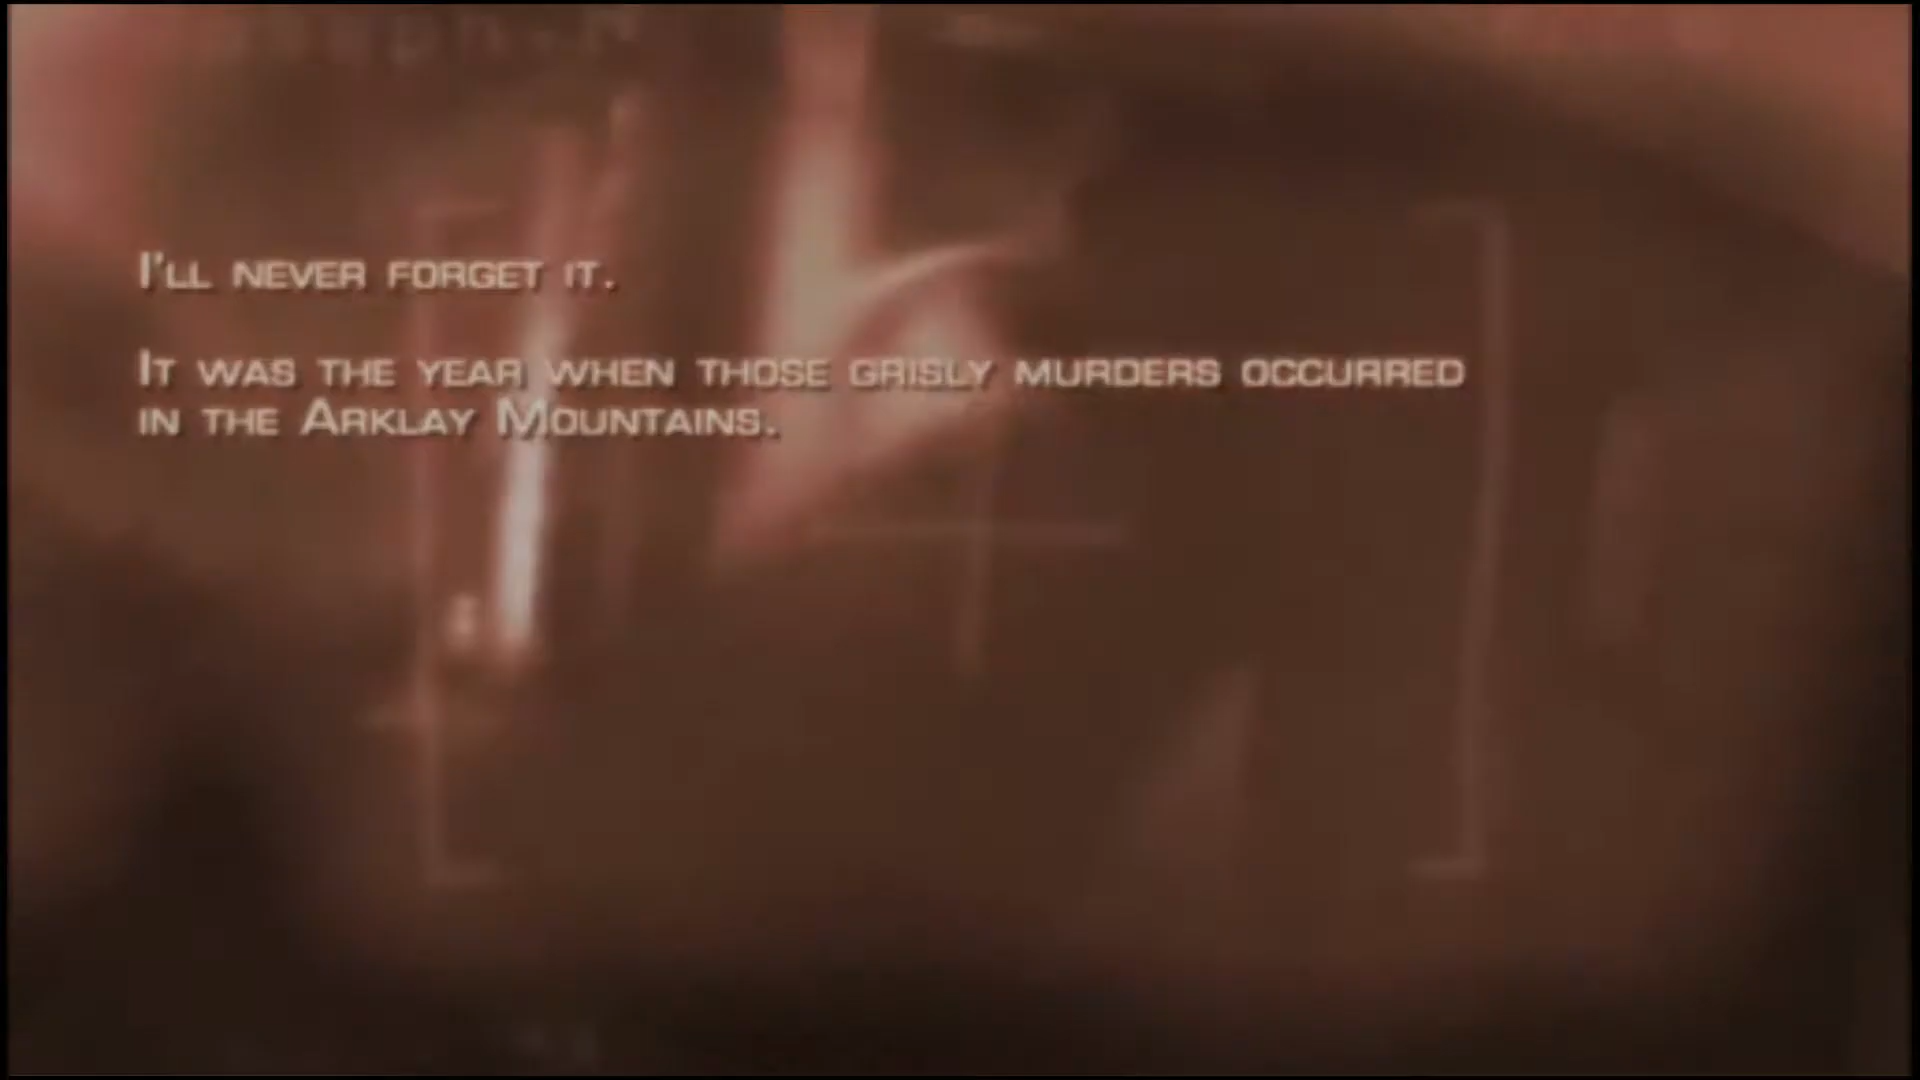 I'LL NEVER FORGET IT.
IT WAS THE YEAR WHEN THOSE GRISLY MURDERS OCCURRED
IN THE ARKLAY MOUNTAINS.